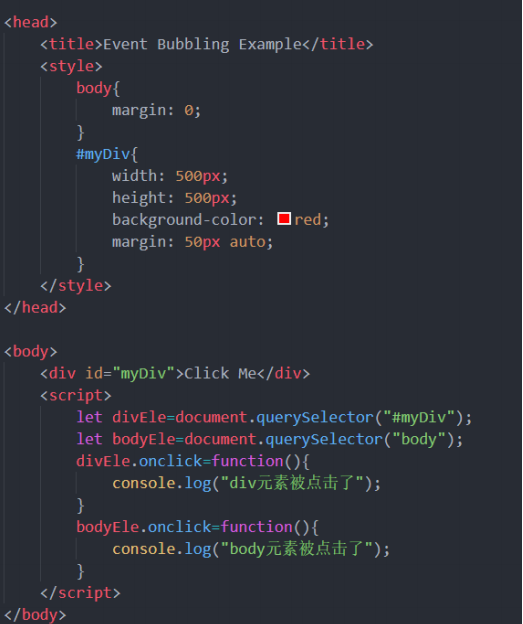 <head>
    <title>Event Bubbling Example</title>
    <style>
        body{
            margin: 0;
        }
        #myDiv{
            width: 500px;
            height: 500px;
            background-color: red;
            margin: 50px auto;
        }
    </style>
</head>

<body>
    <div id="myDiv">Click Me</div>
    <script>
        let divEle=document.querySelector("#myDiv");
        let bodyEle=document.querySelector("body");
        divEle.onclick=function(){
            console.log("div元素被点击了");
        }
        bodyEle.onclick=function(){
            console.log("body元素被点击了");
        }
    </script>
</body>